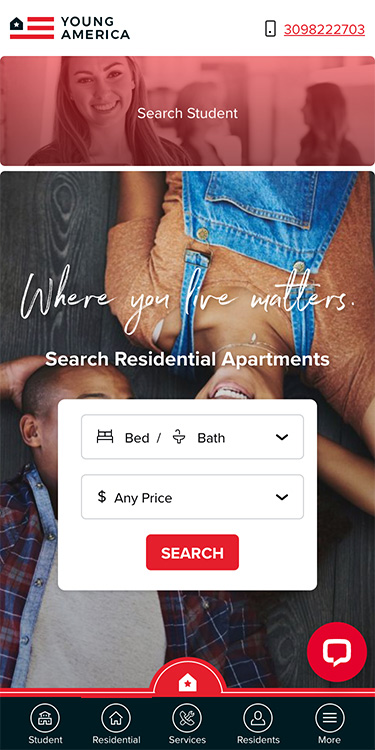 YOUNG
AMERICA
3098222703
Search Student
Where you live matters.
Search Residential Apartments
Bed / Bath
$ Any Price
SEARCH
Student Residential Services Residents More